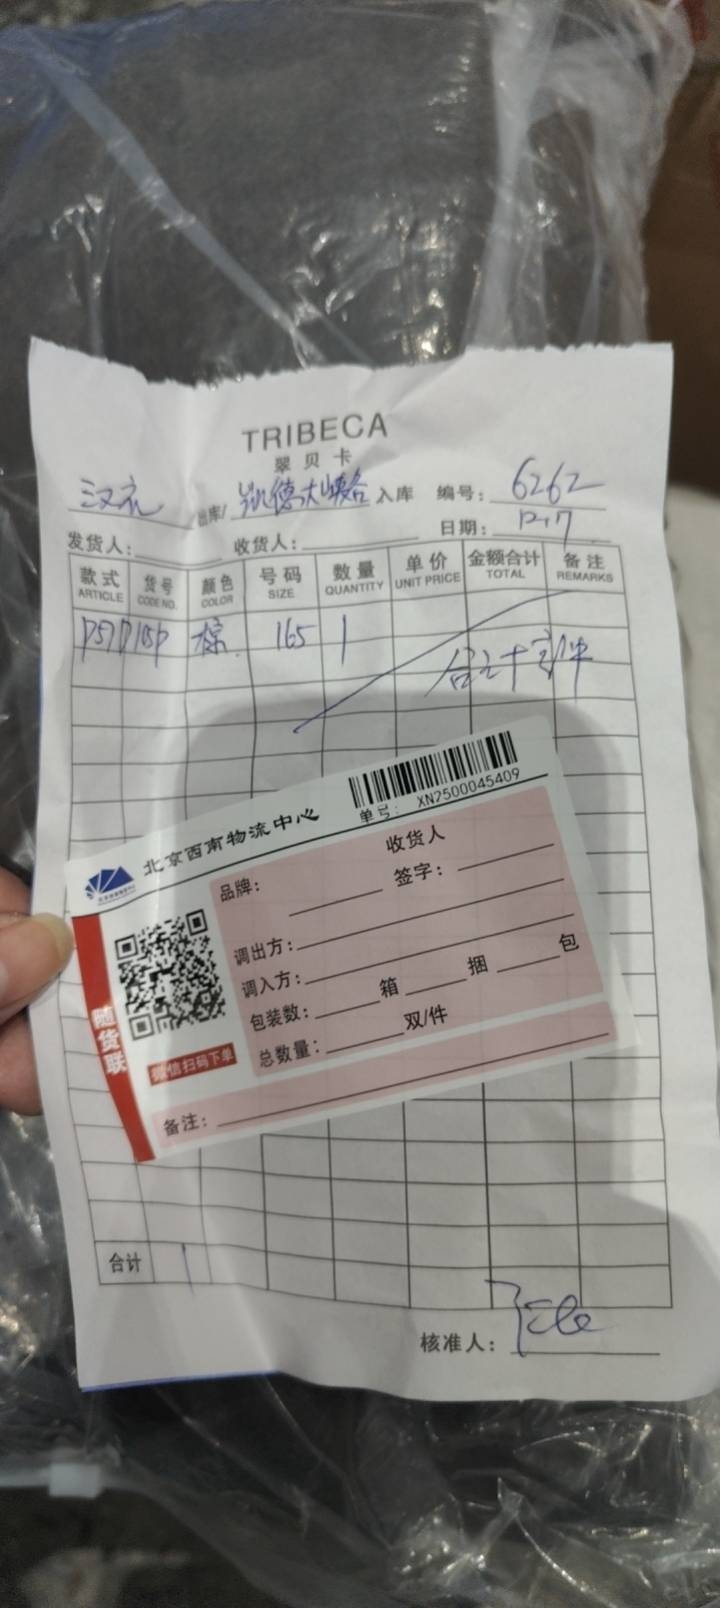 TRIBECA
翠贝卡
出库/ 凯德大峡谷 入库 编号: 6262
发货人: 收货人: 日期: 12.7
款式 货号 颜色 号码 数量 单价 金额合计 备注
ARTICLE CODE NO. COLOR SIZE QUANTITY UNIT PRICE TOTAL REMARKS
棕 165 1
合计 1
核准人:
北京西南物流中心
单号: XN2500045409
收货人
品牌: 签字:
调出方:
调入方:
包装数: 箱 捆 包
总数量: 双/件
备注:
随货联
微信扫码下单